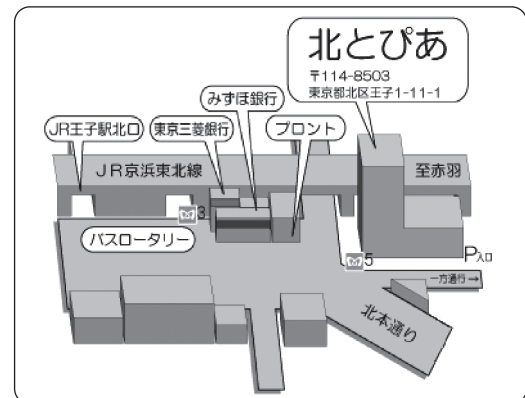 北とぴあ
〒114-8503
東京都北区王子1-11-1
みずほ銀行
JR王子駅北口
東京三菱銀行
プロント
JR京浜東北線
至赤羽
3
バスロータリー
5
P入口
一方通行→
北本通り